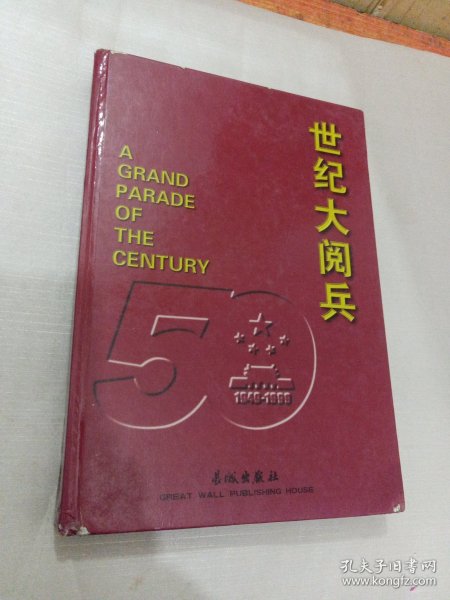 世纪大阅兵
A
GRAND
PARADE
OF
THE
CENTURY
50
1949-1999
长城出版社
GREAT WALL PUBLISHING HOUSE
孔夫子旧书网
www.kongfz.com